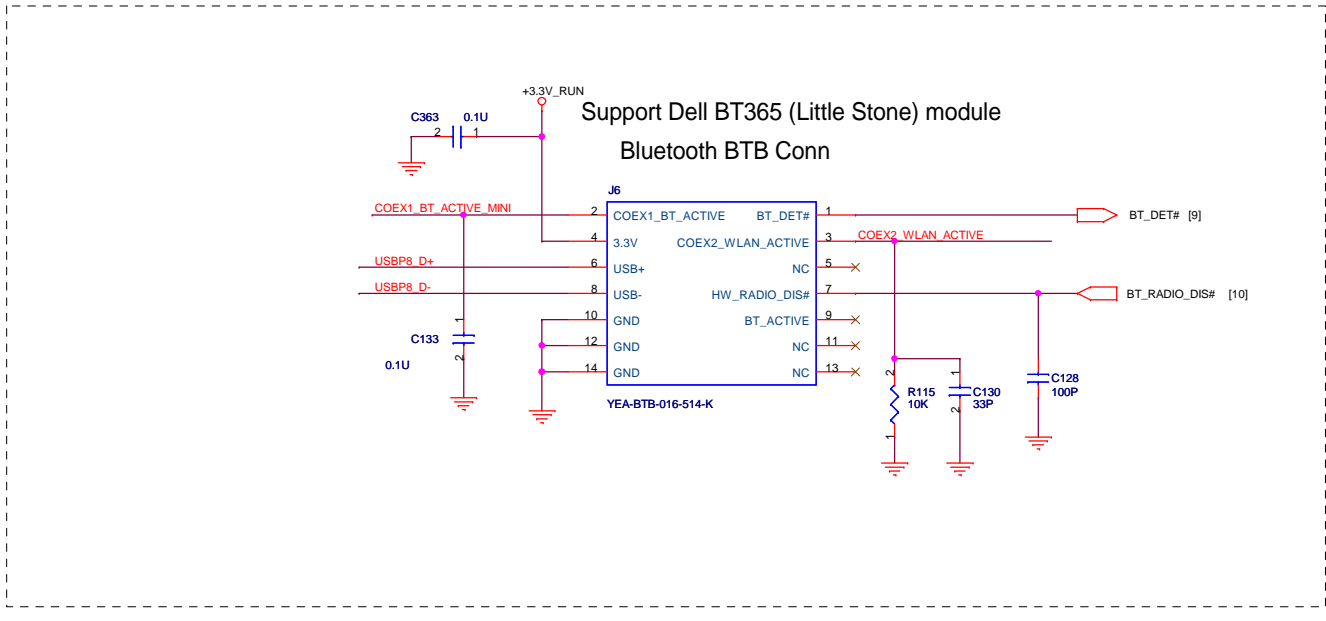 +3.3V_RUN
Support Dell BT365 (Little Stone) module
Bluetooth BTB Conn
C363 0.1U
2 1
J6
COEX1_BT_ACTIVE_MINI 2 COEX1_BT_ACTIVE BT_DET# 1 BT_DET# [9]
4 3.3V COEX2_WLAN_ACTIVE 3 COEX2_WLAN_ACTIVE
USBP8_D+ 6 USB+ NC 5
USBP8_D- 8 USB- HW_RADIO_DIS# 7 BT_RADIO_DIS# [10]
10 GND BT_ACTIVE 9
12 GND NC 11
14 GND NC 13
YEA-BTB-016-514-K
1
C133
2
0.1U
2
R115
10K
1
1
C130
33P
2
C128
100P